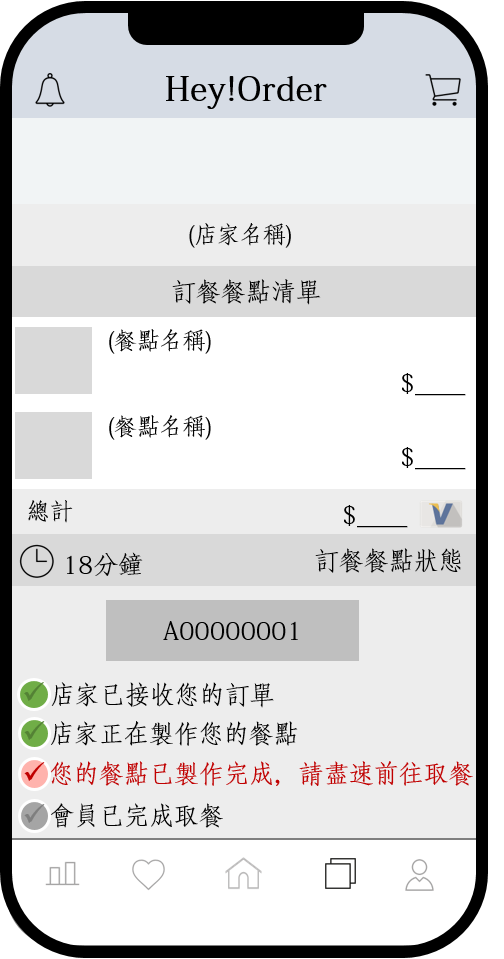 Hey!Order
(店家名稱)
訂餐餐點清單
(餐點名稱)
$____
(餐點名稱)
$____
總計 $____ V
18分鐘 訂餐餐點狀態
A00000001
店家已接收您的訂單
店家正在製作您的餐點
您的餐點已製作完成，請盡速前往取餐
會員已完成取餐